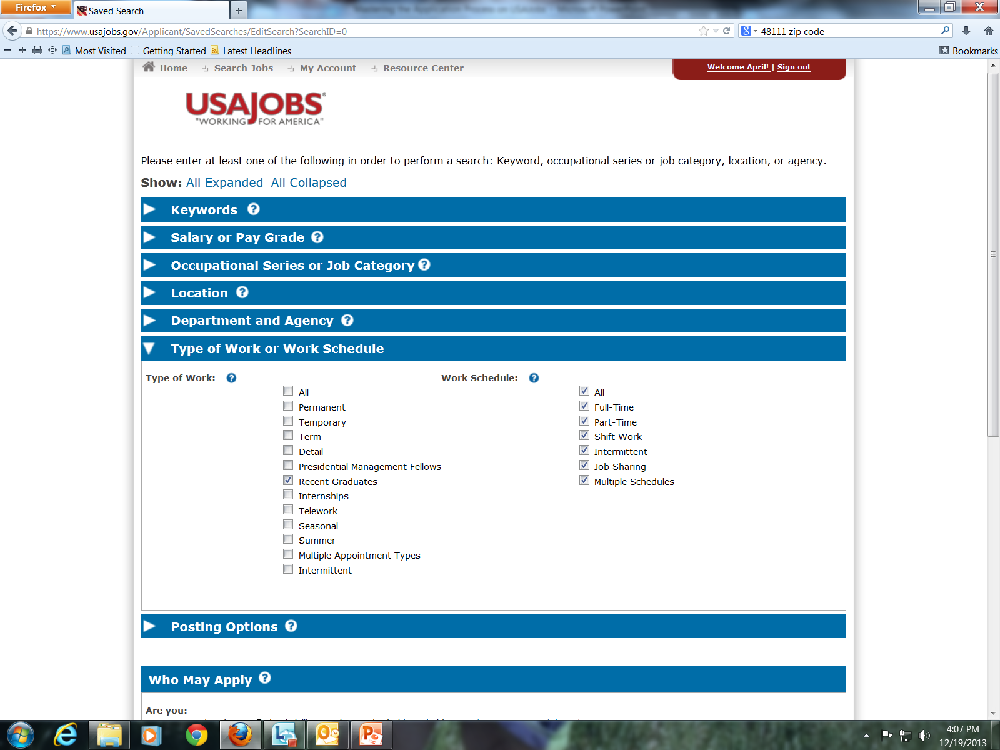 Firefox
Saved Search
https://www.usajobs.gov/Applicant/SavedSearches/EditSearch?SearchID=0
48111 zip code
Most Visited
Getting Started
Latest Headlines
Bookmarks
Home
Search Jobs
My Account
Resource Center
Welcome April! | Sign out
USAJOBS®
"WORKING FOR AMERICA"
Please enter at least one of the following in order to perform a search: Keyword, occupational series or job category, location, or agency.
Show: All Expanded All Collapsed
Keywords ?
Salary or Pay Grade ?
Occupational Series or Job Category ?
Location ?
Department and Agency ?
Type of Work or Work Schedule
Type of Work: ?
All
Permanent
Temporary
Term
Detail
Presidential Management Fellows
Recent Graduates
Internships
Telework
Seasonal
Summer
Multiple Appointment Types
Intermittent
Work Schedule: ?
All
Full-Time
Part-Time
Shift Work
Intermittent
Job Sharing
Multiple Schedules
Posting Options ?
Who May Apply ?
Are you:
4:07 PM
12/19/2013